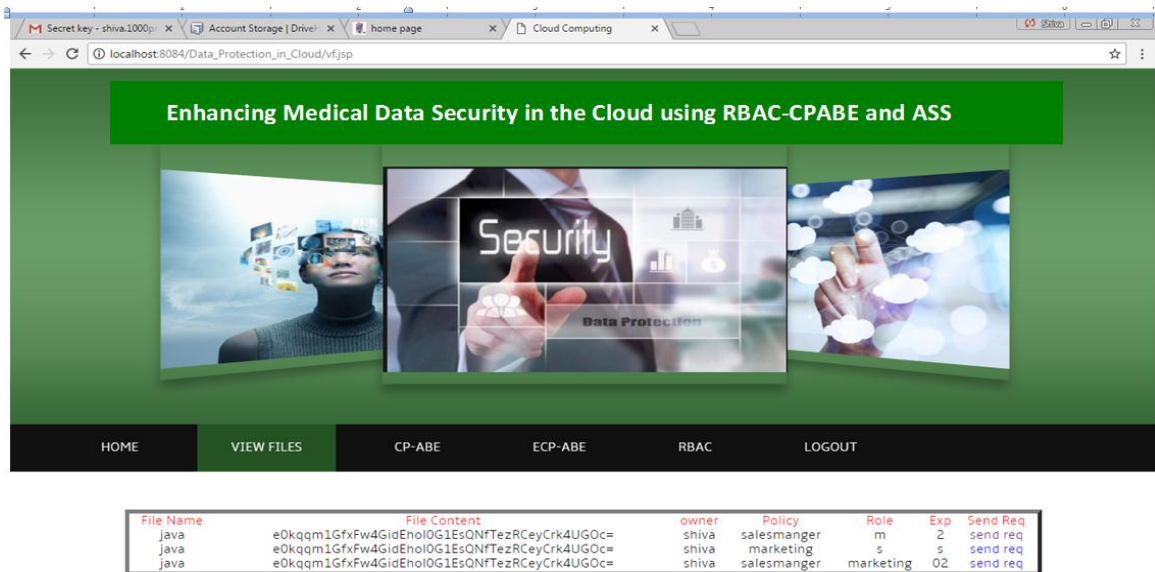 Secret key - shiva.1000p
Account Storage | Drive
home page
Cloud Computing
Shiva
localhost:8084/Data_Protection_in_Cloud/vf.jsp
Enhancing Medical Data Security in the Cloud using RBAC-CPABE and ASS
Security
Data Protection
HOME VIEW FILES CP-ABE ECP-ABE RBAC LOGOUT
File Name File Content owner Policy Role Exp Send Req
java e0kqqm1GfxFw4GidEhol0G1EsQNfTezRCeyCrk4UGOc= shiva salesmanger m 2 send req
java e0kqqm1GfxFw4GidEhol0G1EsQNfTezRCeyCrk4UGOc= shiva marketing s s send req
java e0kqqm1GfxFw4GidEhol0G1EsQNfTezRCeyCrk4UGOc= shiva salesmanger marketing 02 send req